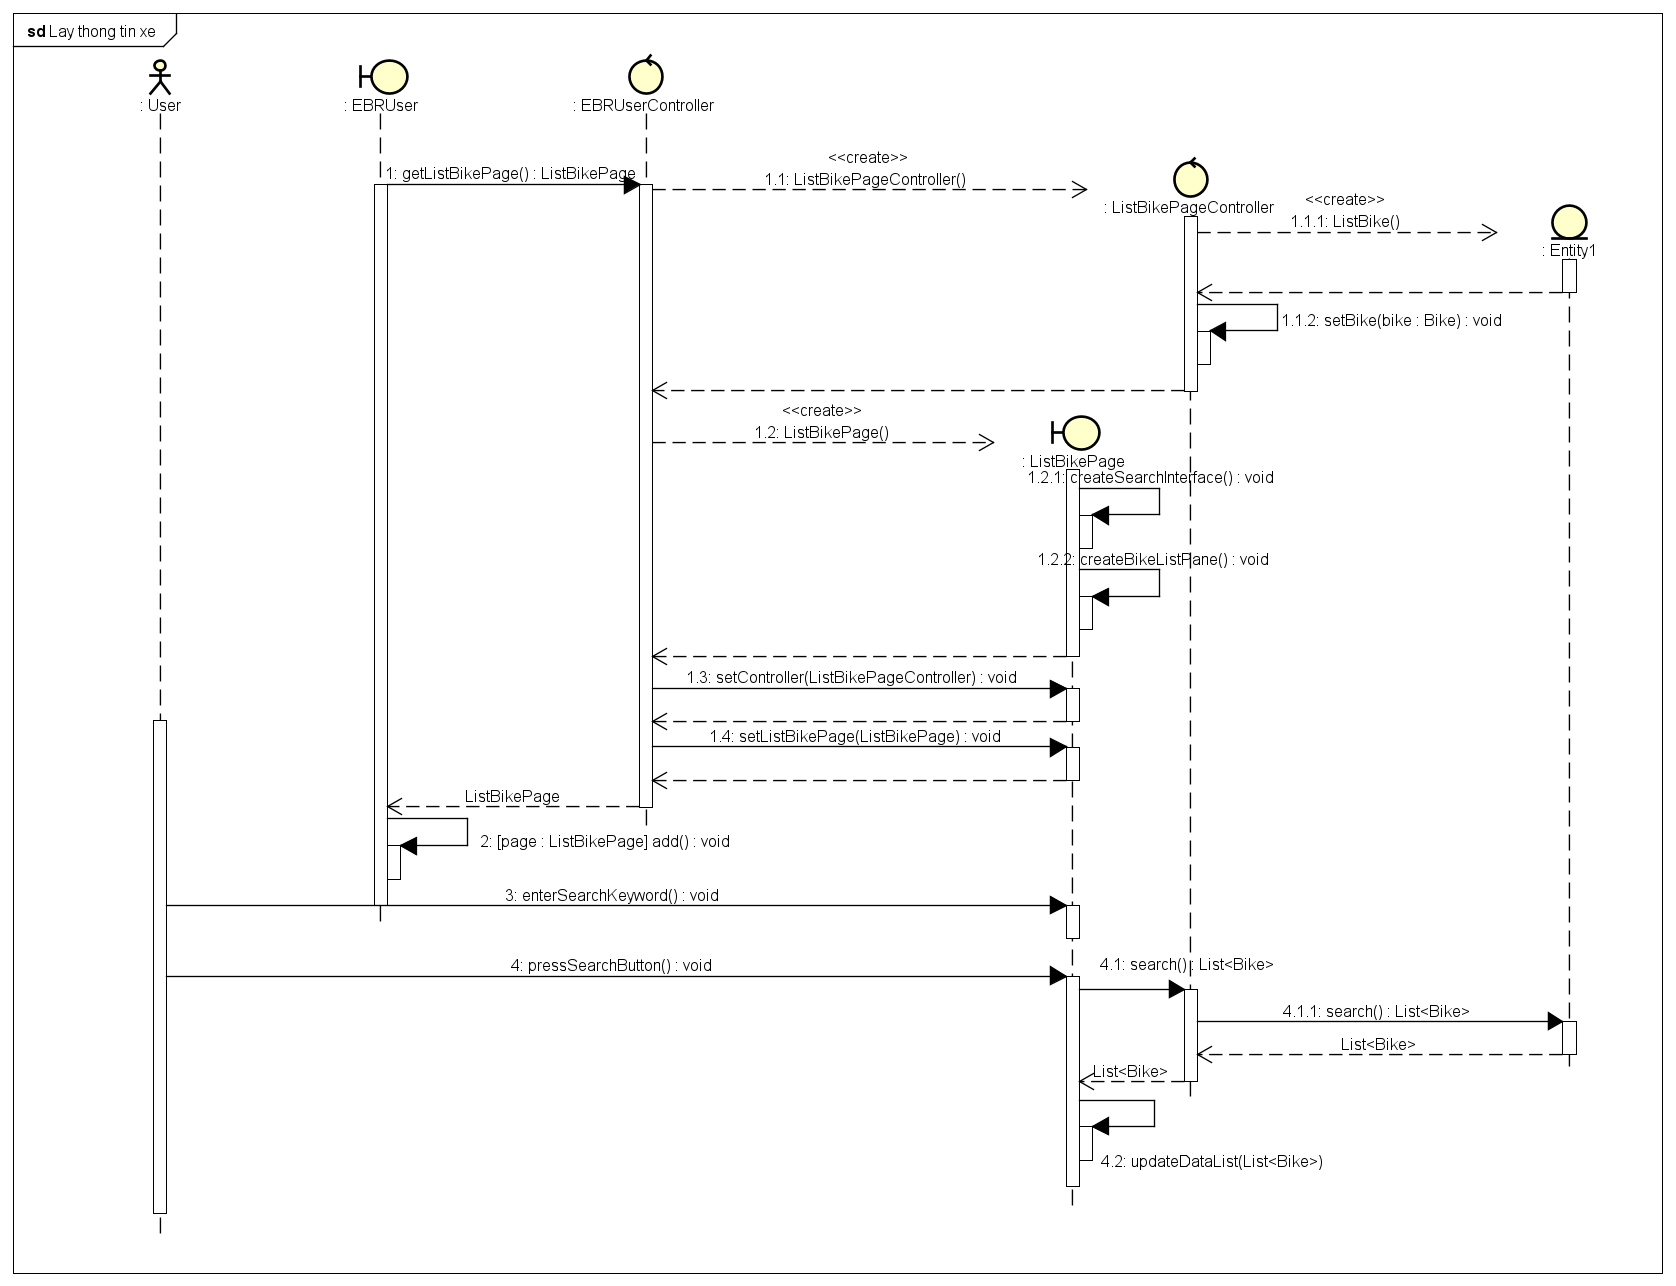 sd Lay thong tin xe
: User
: EBRUser
: EBRUserController
1: getListBikePage() : ListBikePage
<<create>>
1.1: ListBikePageController()
: ListBikePageController
<<create>>
1.1.1: ListBike()
: Entity1
1.1.2: setBike(bike : Bike) : void
<<create>>
1.2: ListBikePage()
: ListBikePage
1.2.1: createSearchInterface() : void
1.2.2: createBikeListPane() : void
1.3: setController(ListBikePageController) : void
1.4: setListBikePage(ListBikePage) : void
ListBikePage
2: [page : ListBikePage] add() : void
3: enterSearchKeyword() : void
4: pressSearchButton() : void
4.1: search() : List<Bike>
4.1.1: search() : List<Bike>
List<Bike>
List<Bike>
4.2: updateDataList(List<Bike>)